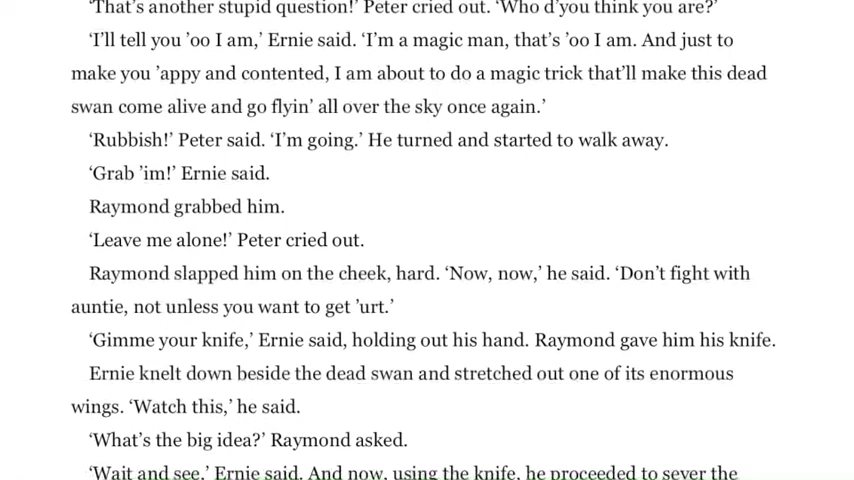 ‘That’s another stupid question!’ Peter cried out. ‘Who d’you think you are?’
‘I’ll tell you ’oo I am,’ Ernie said. ‘I’m a magic man, that’s ’oo I am. And just to
make you ’appy and contented, I am about to do a magic trick that’ll make this dead
swan come alive and go flyin’ all over the sky once again.’
‘Rubbish!’ Peter said. ‘I’m going.’ He turned and started to walk away.
‘Grab ’im!’ Ernie said.
Raymond grabbed him.
‘Leave me alone!’ Peter cried out.
Raymond slapped him on the cheek, hard. ‘Now, now,’ he said. ‘Don’t fight with
auntie, not unless you want to get ’urt.’
‘Gimme your knife,’ Ernie said, holding out his hand. Raymond gave him his knife.
Ernie knelt down beside the dead swan and stretched out one of its enormous
wings. ‘Watch this,’ he said.
‘What’s the big idea?’ Raymond asked.
‘Wait and see,’ Ernie said. And now, using the knife, he proceeded to sever the